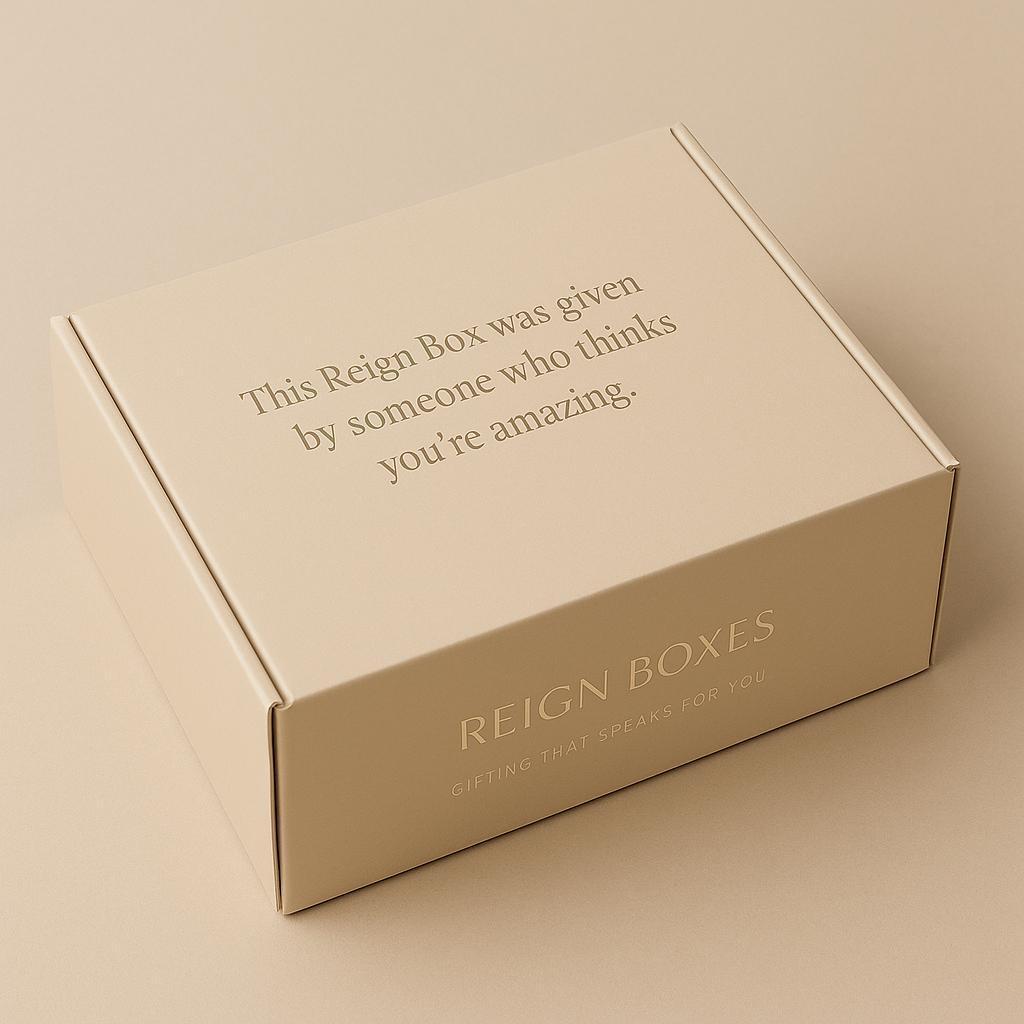 This Reign Box was given
by someone who thinks
you're amazing.
REIGN BOXES
GIFTING THAT SPEAKS FOR YOU